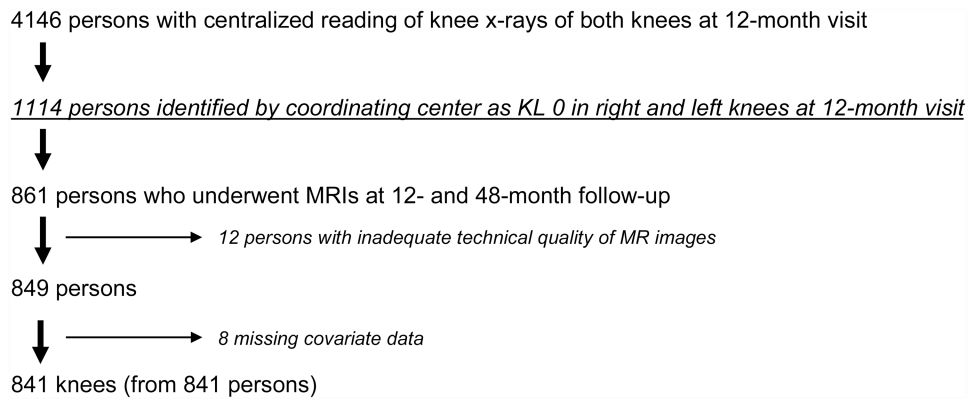 4146 persons with centralized reading of knee x-rays of both knees at 12-month visit
1114 persons identified by coordinating center as KL 0 in right and left knees at 12-month visit
861 persons who underwent MRIs at 12- and 48-month follow-up
12 persons with inadequate technical quality of MR images
849 persons
8 missing covariate data
841 knees (from 841 persons)